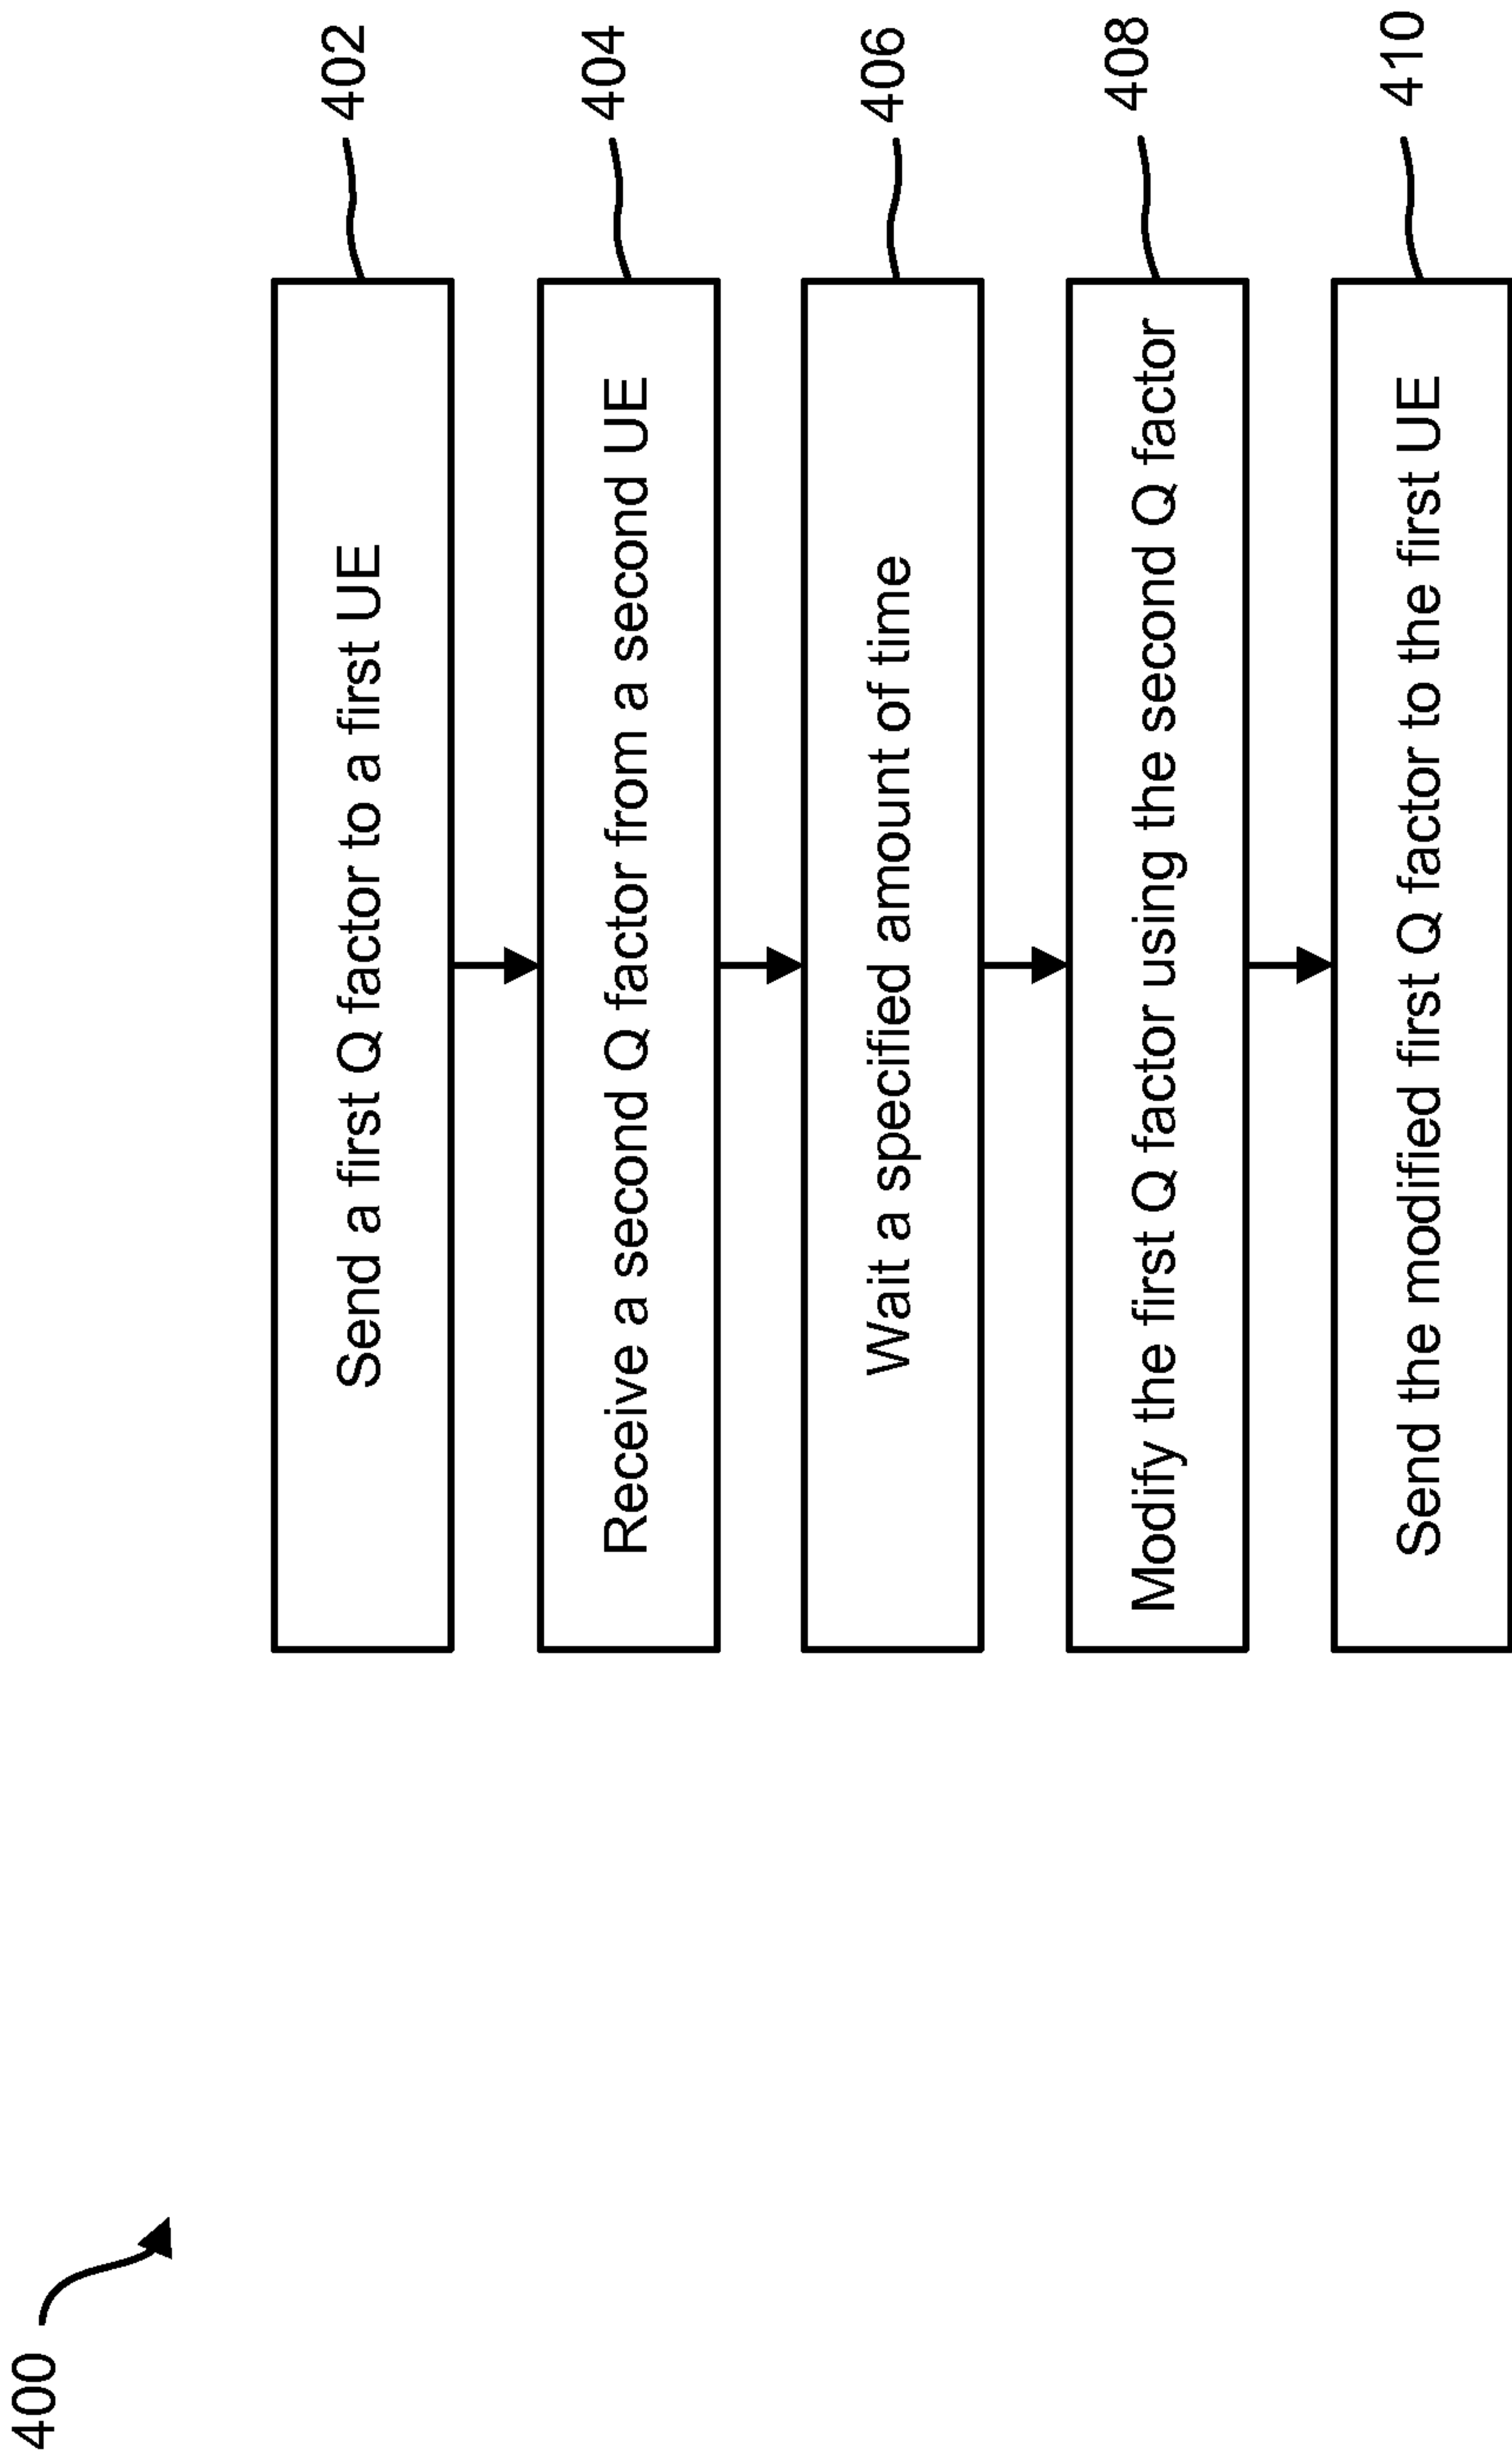 400
Send a first Q factor to a first UE
402
Receive a second Q factor from a second UE
404
Wait a specified amount of time
406
Modify the first Q factor using the second Q factor
408
Send the modified first Q factor to the first UE
410